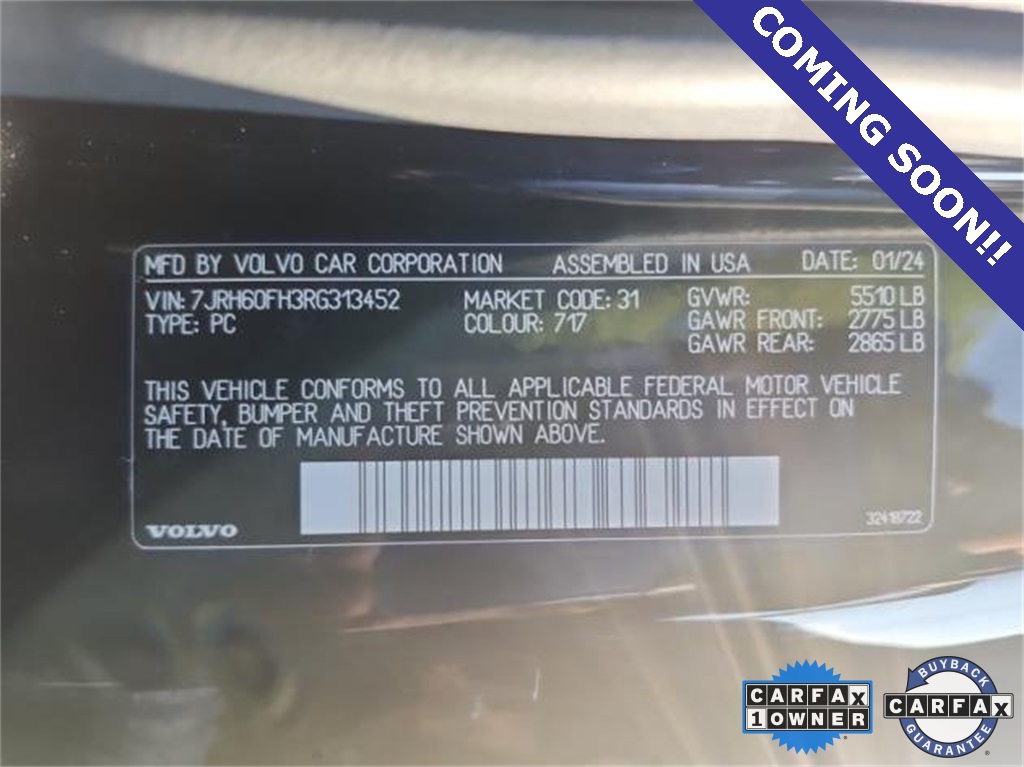 COMING SOON!!
MFD BY VOLVO CAR CORPORATION ASSEMBLED IN USA DATE: 01/24
VIN: 7JRH60FH3RG313452 MARKET CODE: 31 GVWR: 5510 LB
TYPE: PC COLOUR: 717 GAWR FRONT: 2775 LB
GAWR REAR: 2865 LB
THIS VEHICLE CONFORMS TO ALL APPLICABLE FEDERAL MOTOR VEHICLE
SAFETY, BUMPER AND THEFT PREVENTION STANDARDS IN EFFECT ON
THE DATE OF MANUFACTURE SHOWN ABOVE.
VOLVO 32418722
CARFAX
1 OWNER
BUYBACK
CARFAX
GUARANTEE